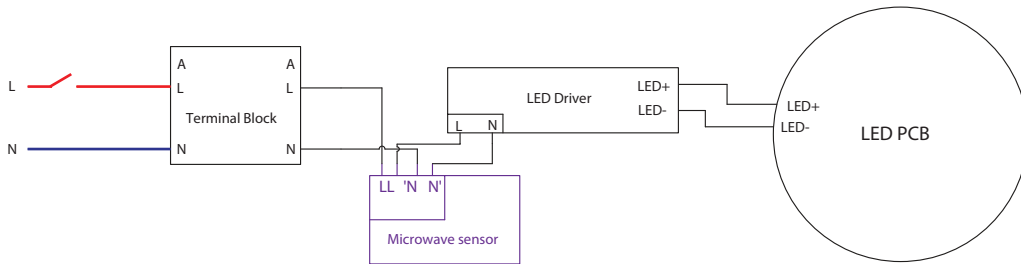 A A
L L L
Terminal Block
N N N
LED Driver
LED+
LED-
L N
LED+
LED-
LED PCB
LL 'N N'
Microwave sensor